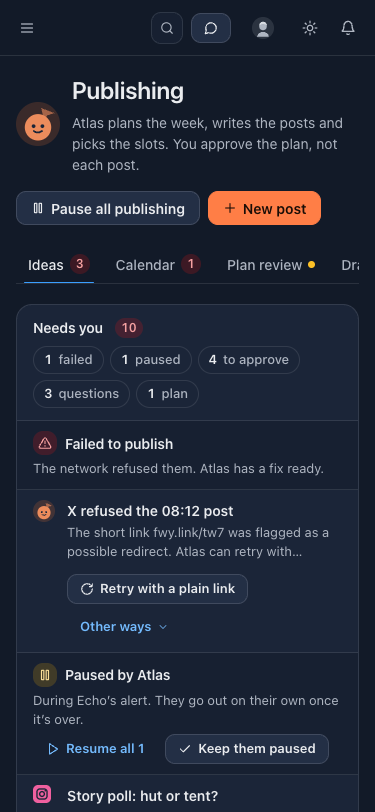 Publishing
Atlas plans the week, writes the posts and
picks the slots. You approve the plan, not
each post.
Pause all publishing
New post
Ideas 3 Calendar 1 Plan review Dra
Needs you 10
1 failed 1 paused 4 to approve
3 questions 1 plan
Failed to publish
The network refused them. Atlas has a fix ready.
X refused the 08:12 post
The short link fwy.link/tw7 was flagged as a
possible redirect. Atlas can retry with...
Retry with a plain link
Other ways
Paused by Atlas
During Echo's alert. They go out on their own once
it's over.
Resume all 1 Keep them paused
Story poll: hut or tent?